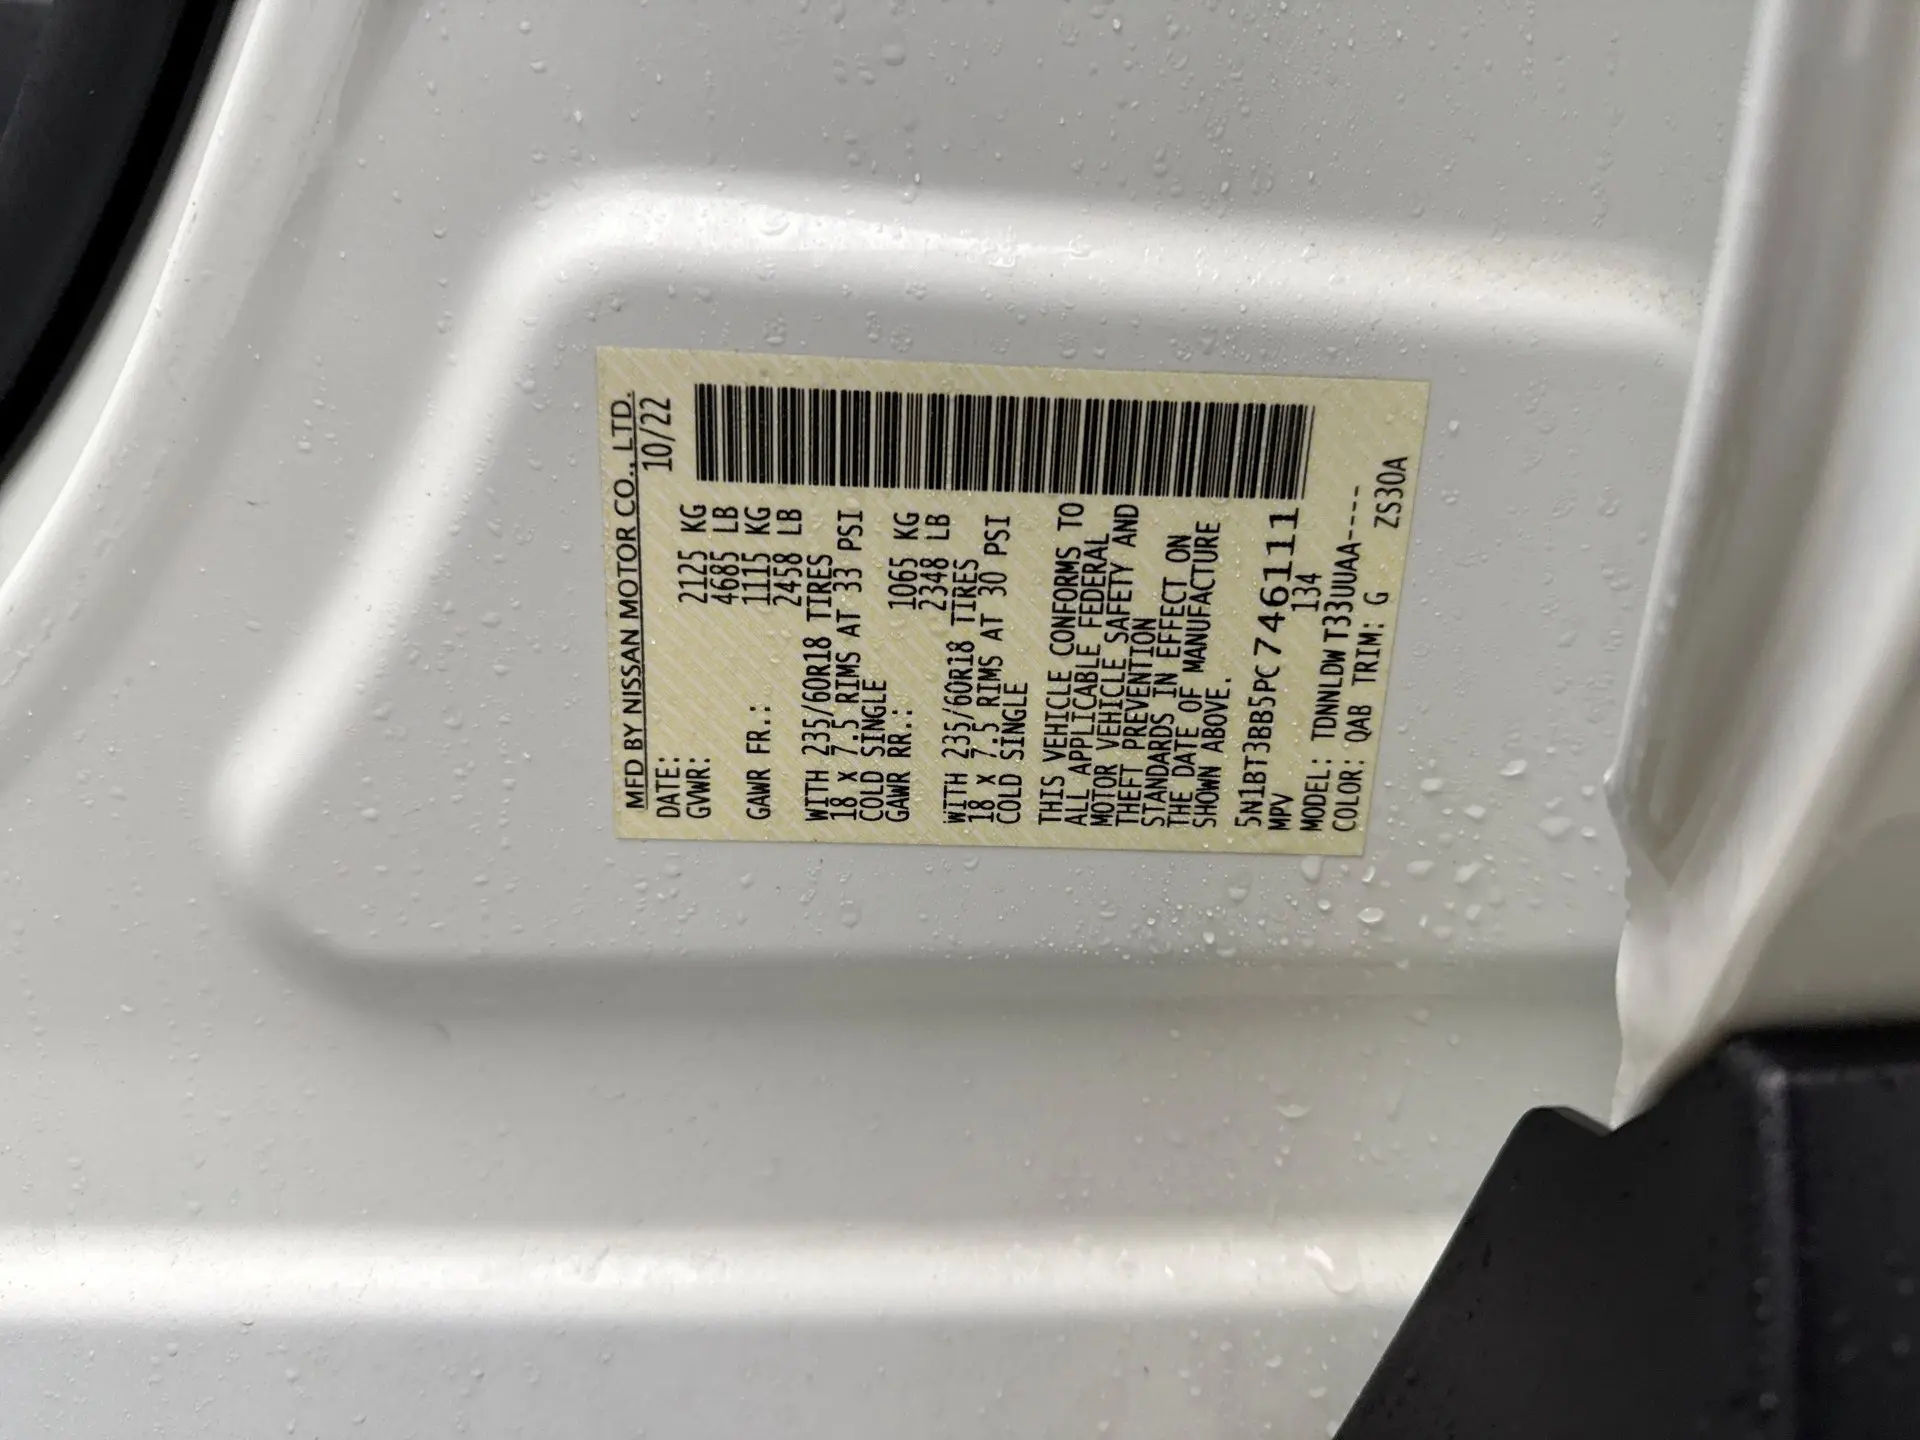 MFD BY NISSAN MOTOR CO., LTD.
DATE: 10/22
GVWR: 2125 KG
4685 LB
GAWR FR.: 1115 KG
2458 LB
WITH 235/60R18 TIRES
18 X 7.5 RIMS AT 33 PSI
COLD SINGLE
GAWR RR.: 1065 KG
2348 LB
WITH 235/60R18 TIRES
18 X 7.5 RIMS AT 30 PSI
COLD SINGLE
THIS VEHICLE CONFORMS TO
ALL APPLICABLE FEDERAL
MOTOR VEHICLE SAFETY AND
THEFT PREVENTION
STANDARDS IN EFFECT ON
THE DATE OF MANUFACTURE
SHOWN ABOVE.
5N1BT3BB5PC746111
MPV 134
MODEL: TDNNLDW T33UUAA----
COLOR: QAB TRIM: G ZS30A